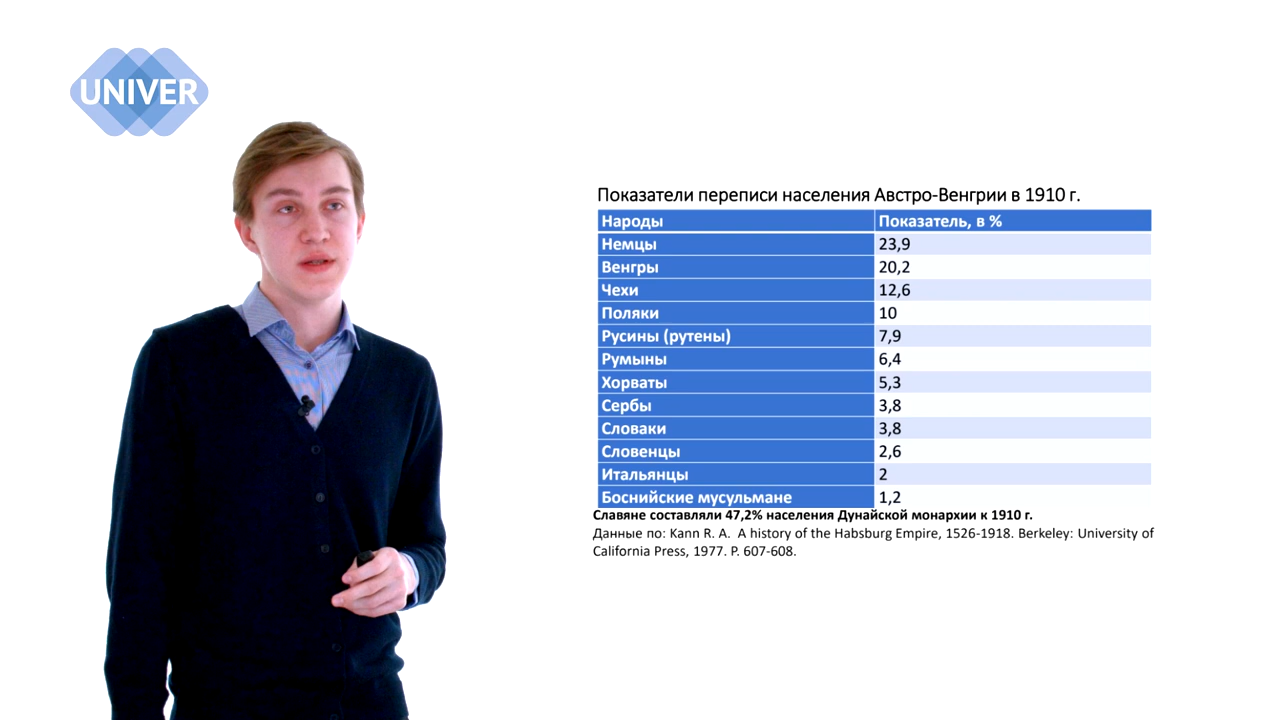 UNIVER
Показатели переписи населения Австро-Венгрии в 1910 г.
Народы Показатель, в %
Немцы 23,9
Венгры 20,2
Чехи 12,6
Поляки 10
Русины (рутены) 7,9
Румыны 6,4
Хорваты 5,3
Сербы 3,8
Словаки 3,8
Словенцы 2,6
Итальянцы 2
Боснийские мусульмане 1,2
Славяне составляли 47,2% населения Дунайской монархии к 1910 г.
Данные по: Kann R. A. A history of the Habsburg Empire, 1526-1918. Berkeley: University of
California Press, 1977. P. 607-608.